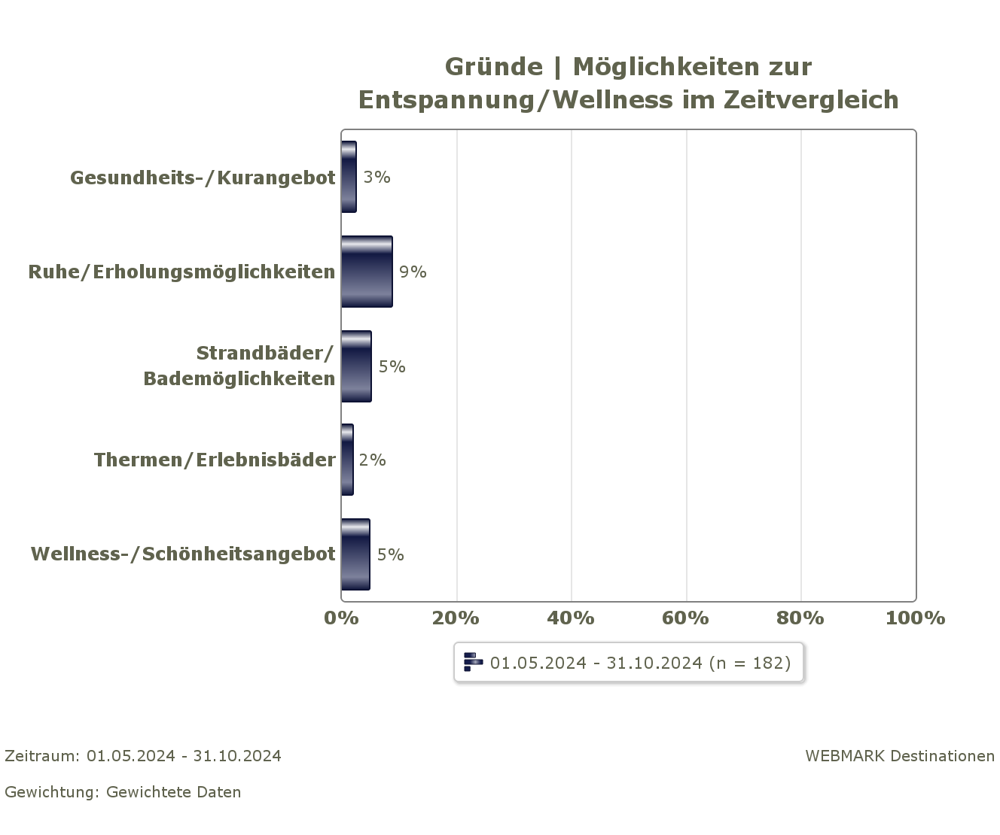 Gründe | Möglichkeiten zur
Entspannung/Wellness im Zeitvergleich
Gesundheits-/Kurangebot 3%
Ruhe/Erholungsmöglichkeiten 9%
Strandbäder/
Bademöglichkeiten 5%
Thermen/Erlebnisbäder 2%
Wellness-/Schönheitsangebot 5%
0% 20% 40% 60% 80% 100%
01.05.2024 - 31.10.2024 (n = 182)
Zeitraum: 01.05.2024 - 31.10.2024 WEBMARK Destinationen
Gewichtung: Gewichtete Daten